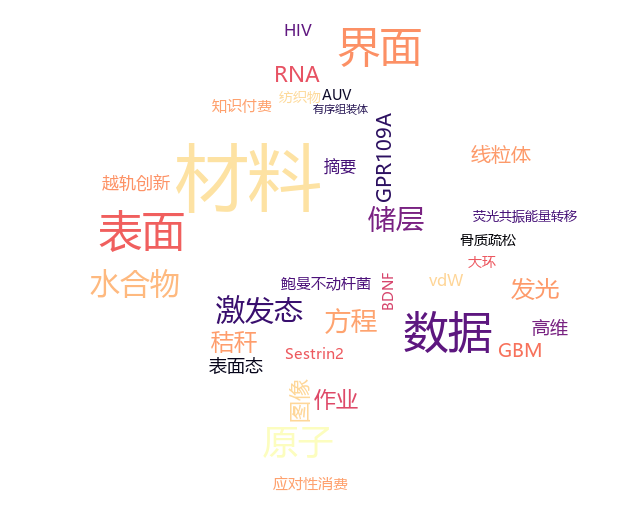 HIV
界面
RNA
纺织物
AUV
知识付费
有序组装体
GPR109A
材料
摘要
线粒体
越轨创新
储层
表面
荧光共振能量转移
骨质疏松
大环
水合物
鲍曼不动杆菌
BDNF
vdW
发光
激发态
方程
数据
高维
秸秆
GBM
Sestrin2
表面态
图像
作业
原子
应对性消费